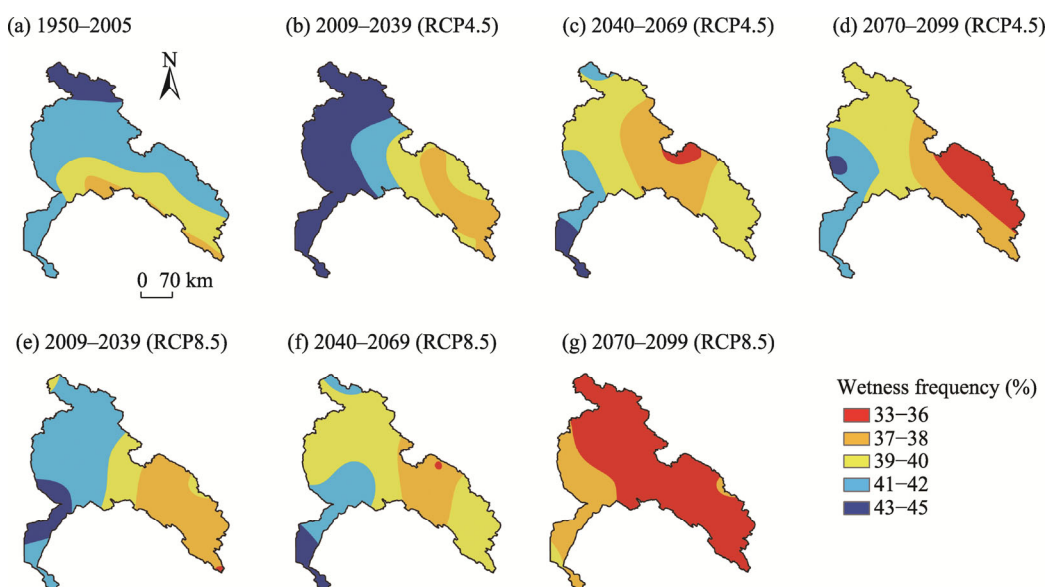 (a) 1950–2005
(b) 2009–2039 (RCP4.5)
(c) 2040–2069 (RCP4.5)
(d) 2070–2099 (RCP4.5)
N
0 70 km
(e) 2009–2039 (RCP8.5)
(f) 2040–2069 (RCP8.5)
(g) 2070–2099 (RCP8.5)
Wetness frequency (%)
33–36
37–38
39–40
41–42
43–45